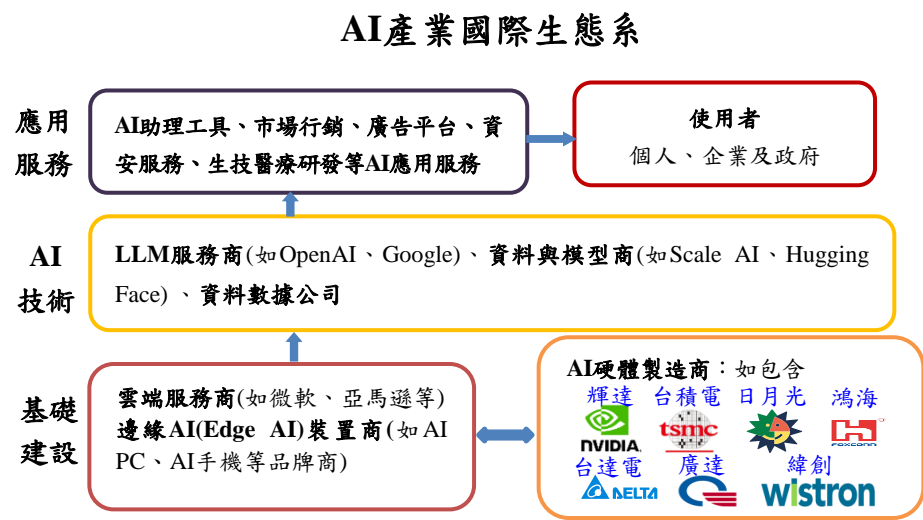 AI產業國際生態系
應用
服務
AI助理工具、市場行銷、廣告平台、資
安服務、生技醫療研發等AI應用服務
使用者
個人、企業及政府
AI
技術
LLM服務商(如OpenAI、Google)、資料與模型商(如Scale AI、Hugging
Face)、資料數據公司
基礎
建設
雲端服務商(如微軟、亞馬遜等)
邊緣AI(Edge AI)裝置商(如AI
PC、AI手機等品牌商)
AI硬體製造商：如包含
輝達 台積電 日月光 鴻海
NVIDIA. tsmc FOXCONN
台達電 廣達 緯創
DELTA wistron